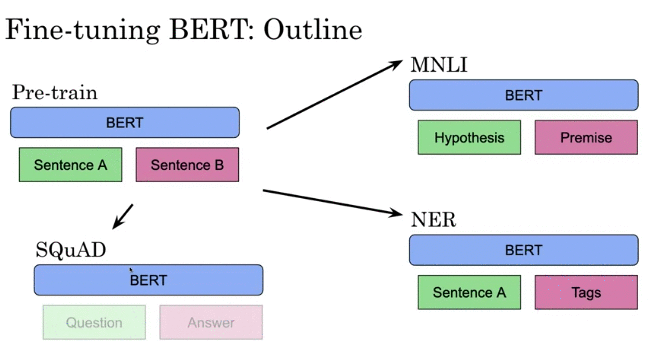 Fine-tuning BERT: Outline
Pre-train
BERT
Sentence A
Sentence B
MNLI
BERT
Hypothesis
Premise
SQuAD
BERT
Question
Answer
NER
BERT
Sentence A
Tags